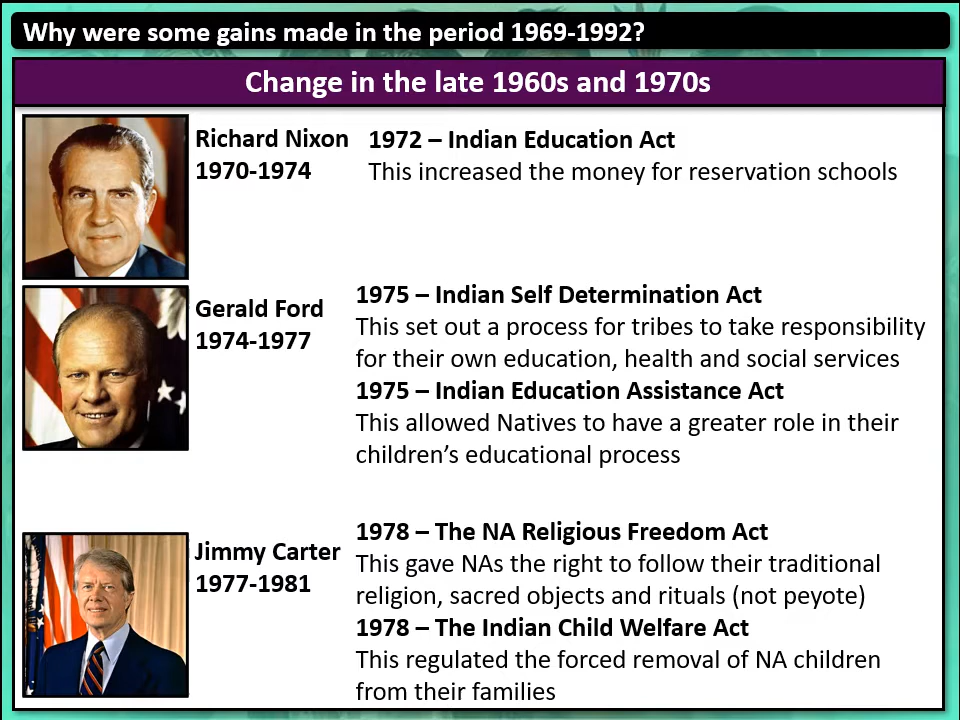 Why were some gains made in the period 1969-1992?
Change in the late 1960s and 1970s
Richard Nixon
1970-1974
1972 – Indian Education Act
This increased the money for reservation schools
Gerald Ford
1974-1977
1975 – Indian Self Determination Act
This set out a process for tribes to take responsibility
for their own education, health and social services
1975 – Indian Education Assistance Act
This allowed Natives to have a greater role in their
children’s educational process
Jimmy Carter
1977-1981
1978 – The NA Religious Freedom Act
This gave NAs the right to follow their traditional
religion, sacred objects and rituals (not peyote)
1978 – The Indian Child Welfare Act
This regulated the forced removal of NA children
from their families